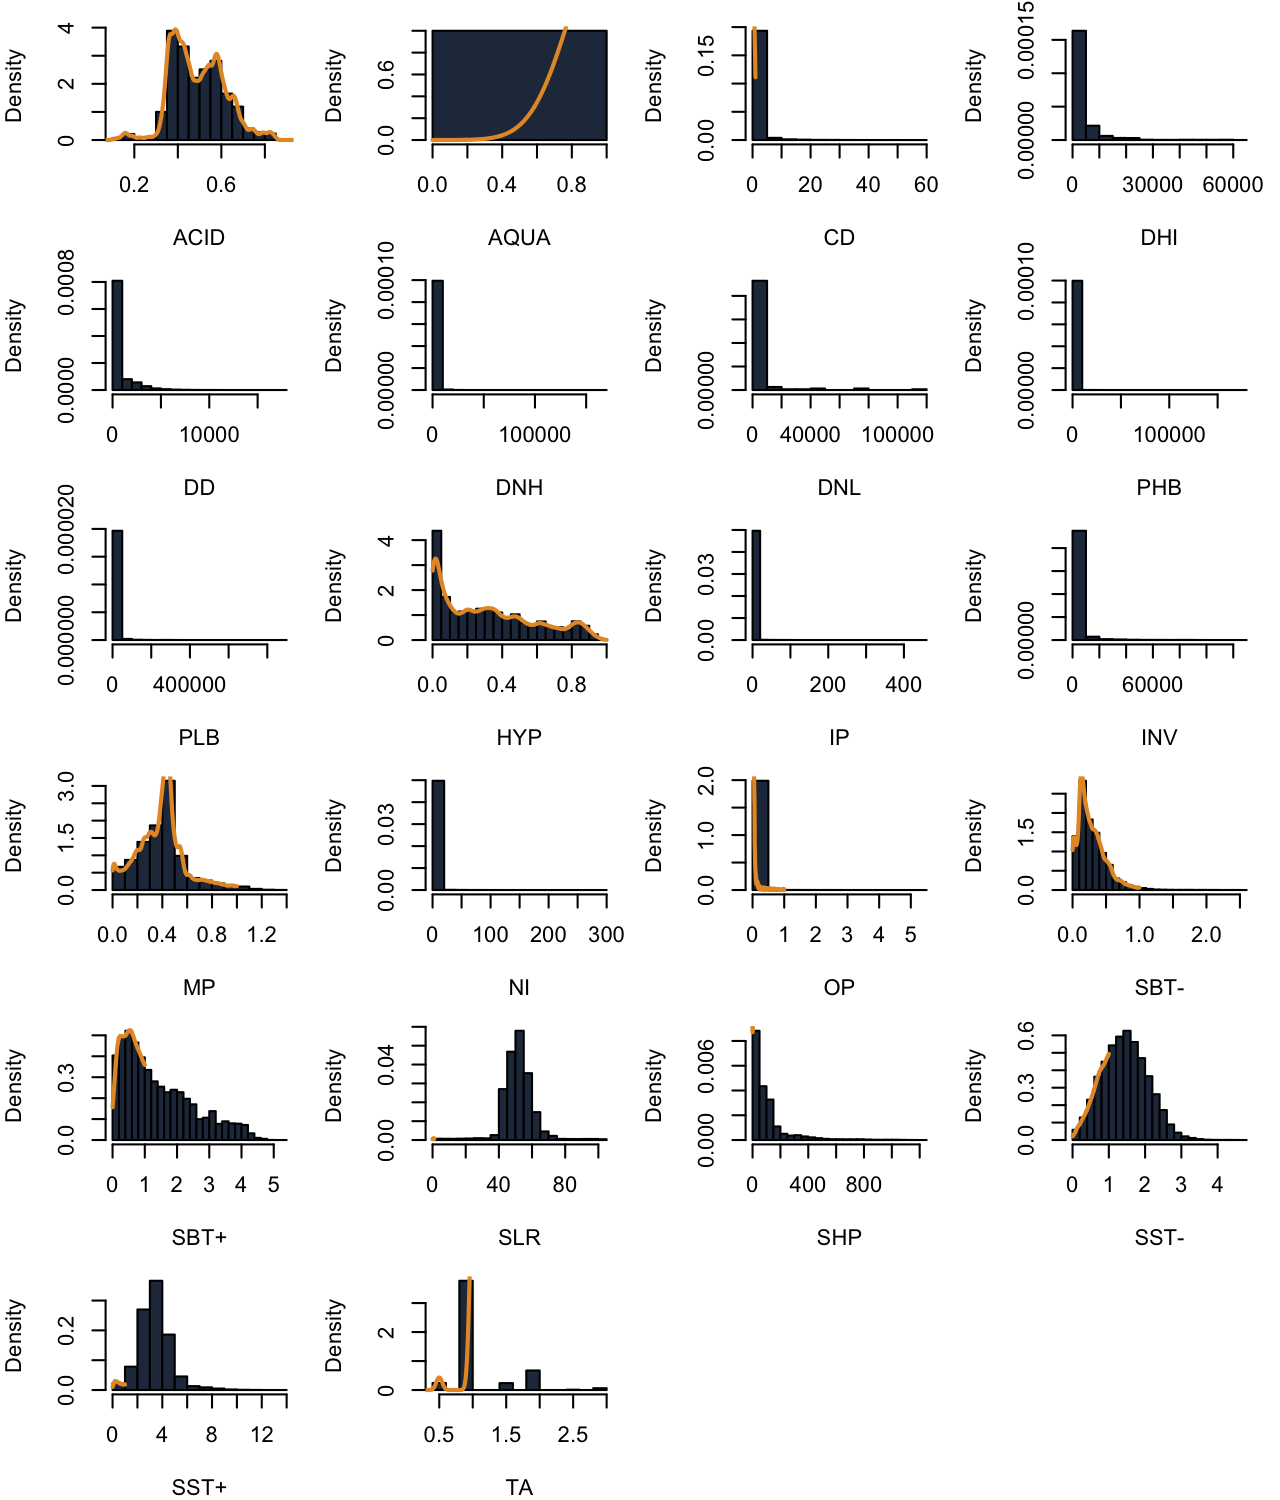 Density
4
2
0
0.2 0.6
ACID
Density
0.6
0.0
0.0 0.4 0.8
AQUA
Density
0.15
0.00
0 20 40 60
CD
Density
0.00015
0.00000
0 30000 60000
DHI
Density
0.0008
0.0000
0 10000
DD
Density
0.00010
0.00000
0 100000
DNH
Density
0.00000
0 40000 100000
DNL
Density
0.00010
0.00000
0 100000
PHB
Density
0.000020
0.000000
0 400000
PLB
Density
4
2
0
0.0 0.4 0.8
HYP
Density
0.03
0.00
0 200 400
IP
Density
0.00000
0 60000
INV
Density
3.0
1.5
0.0
0.0 0.4 0.8 1.2
MP
Density
0.03
0.00
0 100 200 300
NI
Density
2.0
1.0
0.0
0 1 2 3 4 5
OP
Density
1.5
0.0
0.0 1.0 2.0
SBT-
Density
0.3
0.0
0 1 2 3 4 5
SBT+
Density
0.04
0.00
0 40 80
SLR
Density
0.006
0.000
0 400 800
SHP
Density
0.6
0.3
0.0
0 1 2 3 4
SST-
Density
0.2
0.0
0 4 8 12
SST+
Density
2
0
0.5 1.5 2.5
TA